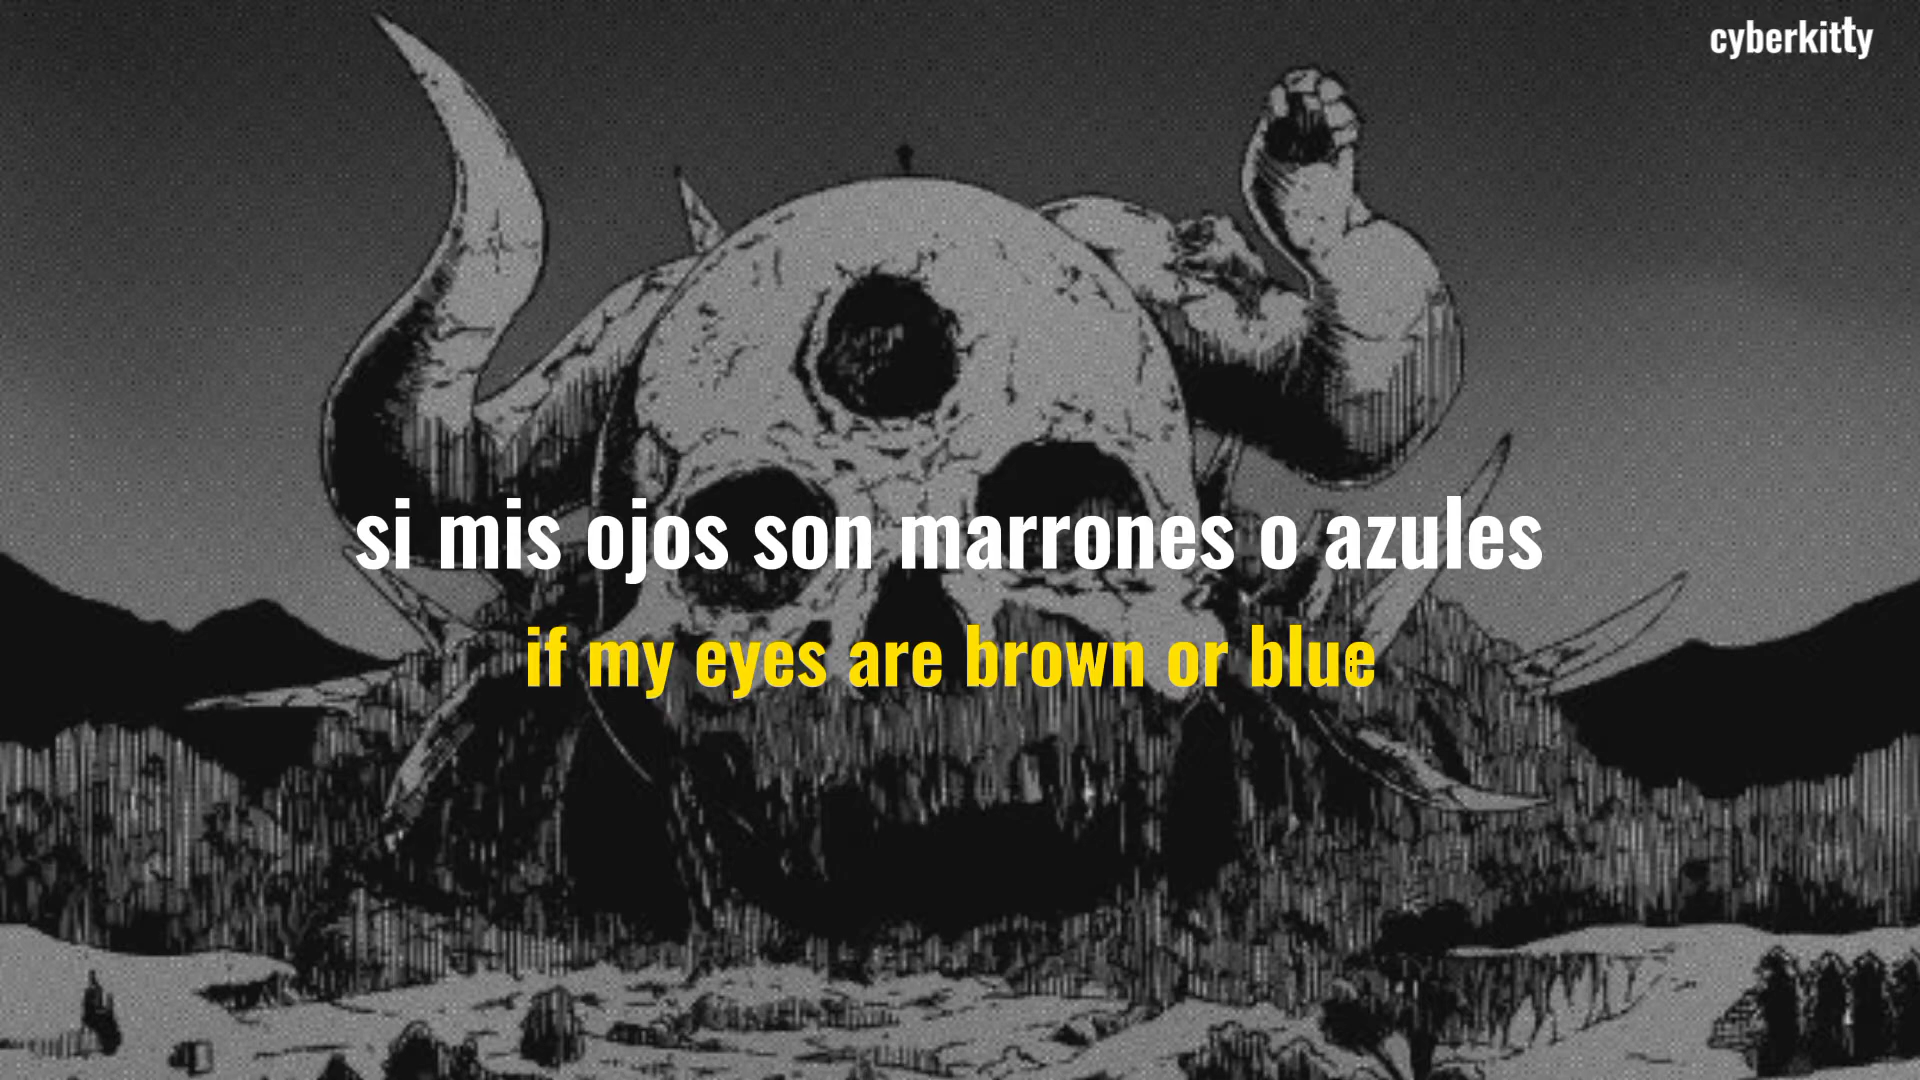 cyberkitty
si mis ojos son marrones o azules
if my eyes are brown or blue